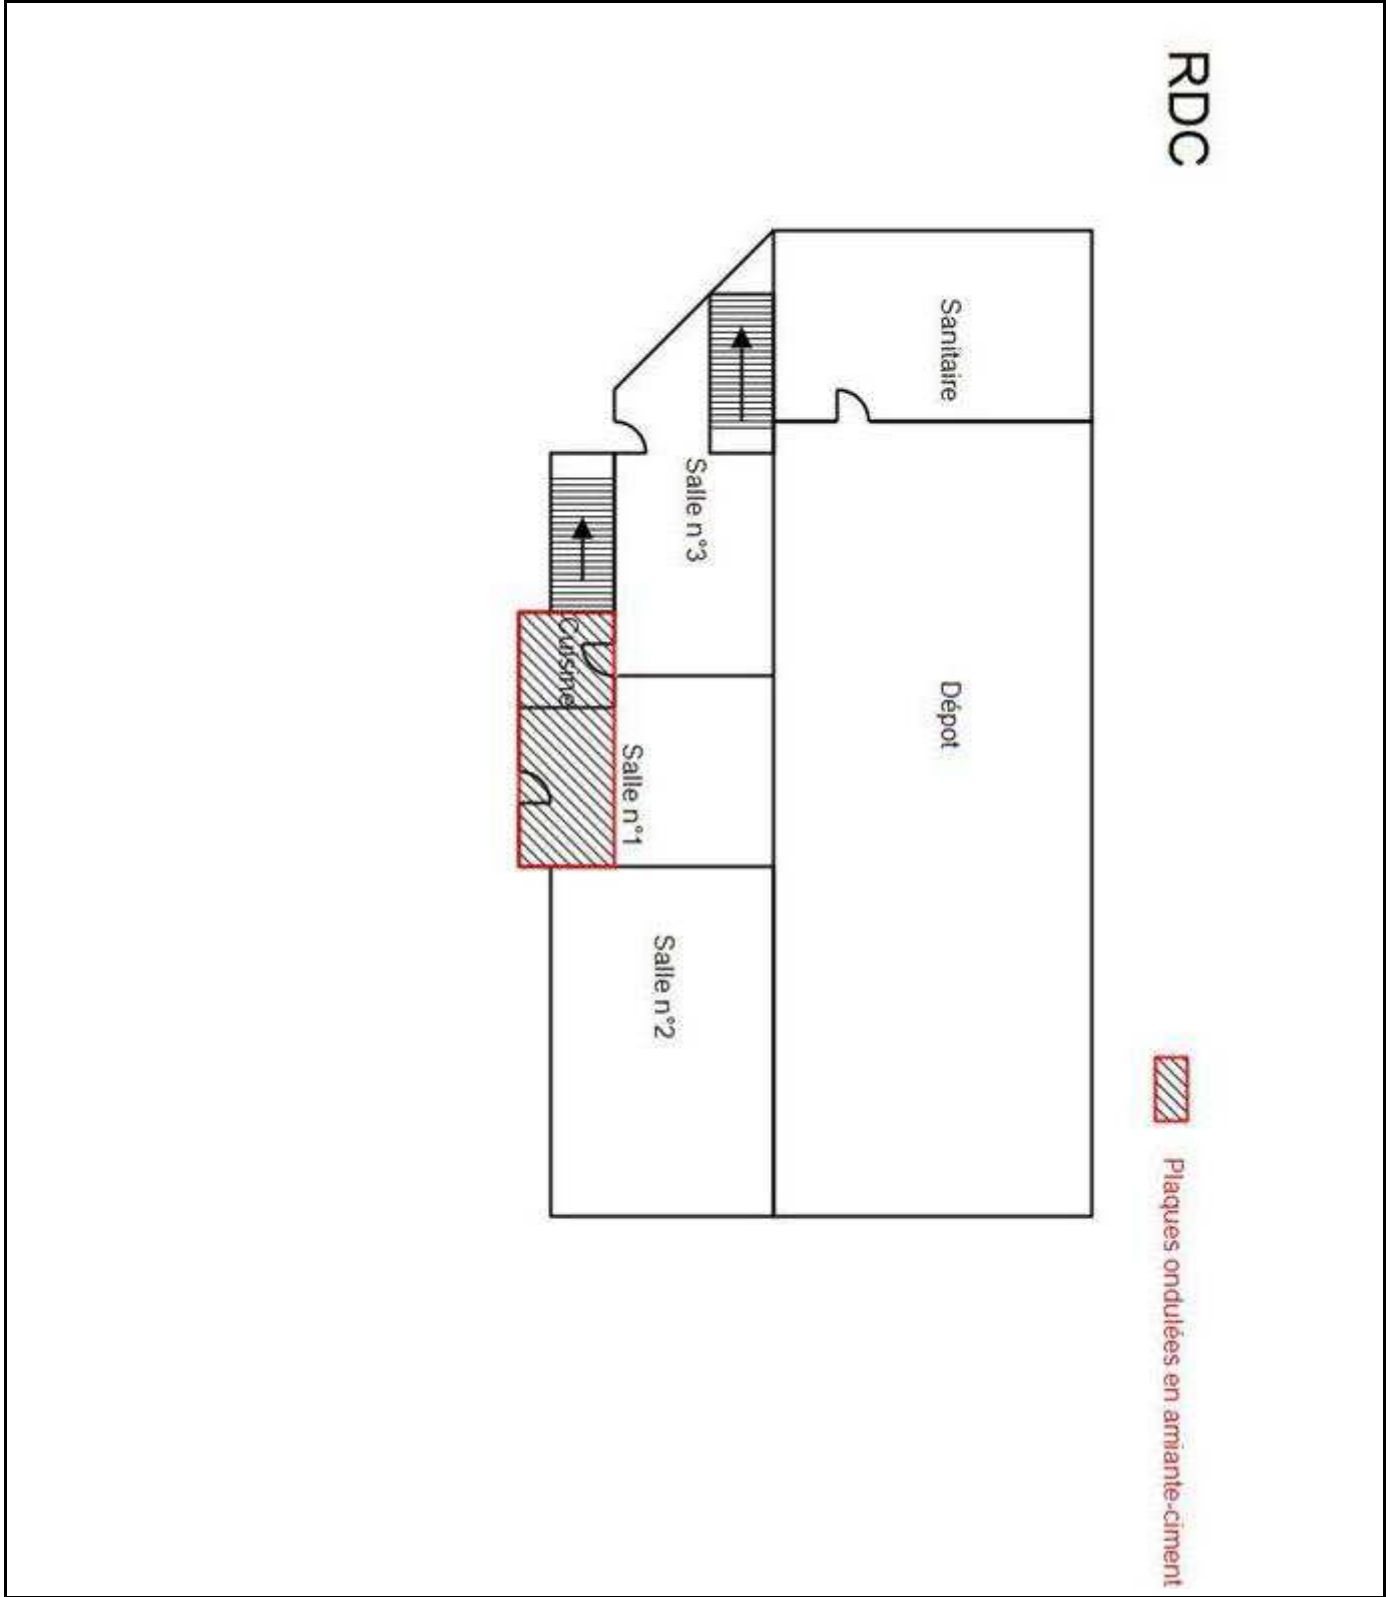 RDC
Sanitaire
Dépot
Salle n°3
Cuisine
Salle n°1
Salle n°2
Plaques ondulées en amiante-ciment